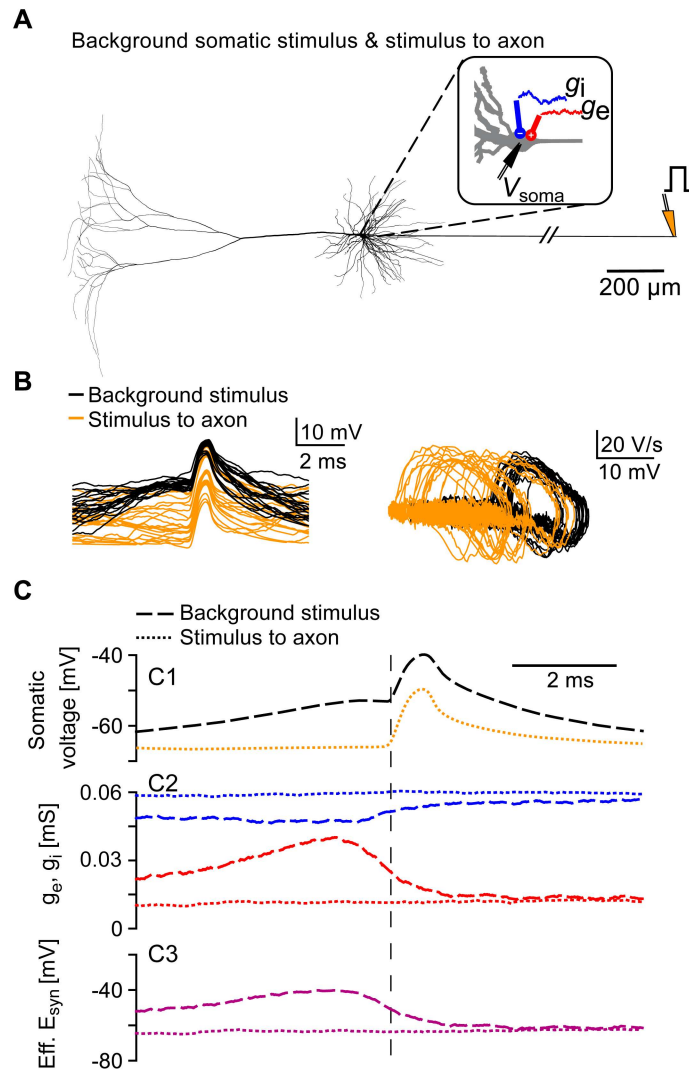 A
Background somatic stimulus & stimulus to axon
gi
ge
Vsoma
200 µm
B
Background stimulus
Stimulus to axon
10 mV
2 ms
20 V/s
10 mV
C
Background stimulus
Stimulus to axon
Somatic
voltage [mV]
-40
-60
C1
2 ms
ge, gi [mS]
0.06
0.03
0
C2
Eff. Esyn [mV]
-40
-80
C3